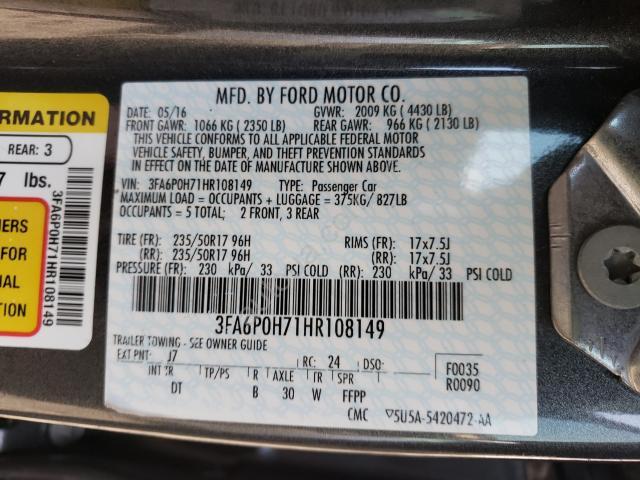 MFD. BY FORD MOTOR CO.
DATE: 05/16 GVWR: 2009 KG ( 4430 LB)
FRONT GAWR: 1066 KG ( 2350 LB) REAR GAWR: 966 KG ( 2130 LB)
THIS VEHICLE CONFORMS TO ALL APPLICABLE FEDERAL MOTOR
VEHICLE SAFETY, BUMPER, AND THEFT PREVENTION STANDARDS
IN EFFECT ON THE DATE OF MANUFACTURE SHOWN ABOVE.
VIN: 3FA6P0H71HR108149 TYPE: Passenger Car
MAXIMUM LOAD = OCCUPANTS + LUGGAGE = 375KG/ 827LB
OCCUPANTS = 5 TOTAL; 2 FRONT, 3 REAR
TIRE (FR): 235/50R17 96H RIMS (FR): 17x7.5J
(RR): 235/50R17 96H (RR): 17x7.5J
PRESSURE (FR): 230 kPa/ 33 PSI COLD (RR): 230 kPa/ 33 PSI COLD
3FA6P0H71HR108149
TRAILER TOWING - SEE OWNER GUIDE
EXT PNT: J7 RC: 24 DSO: F0035
INT TR TP/PS R AXLE TR SPR R0090
DT B 30 W FFPP
CMC ▽5U5A-5420472-AA
ORMATION
REAR: 3
7 lbs.
IERS
FOR
IAL
IONS
3FA6P0H71HR108149